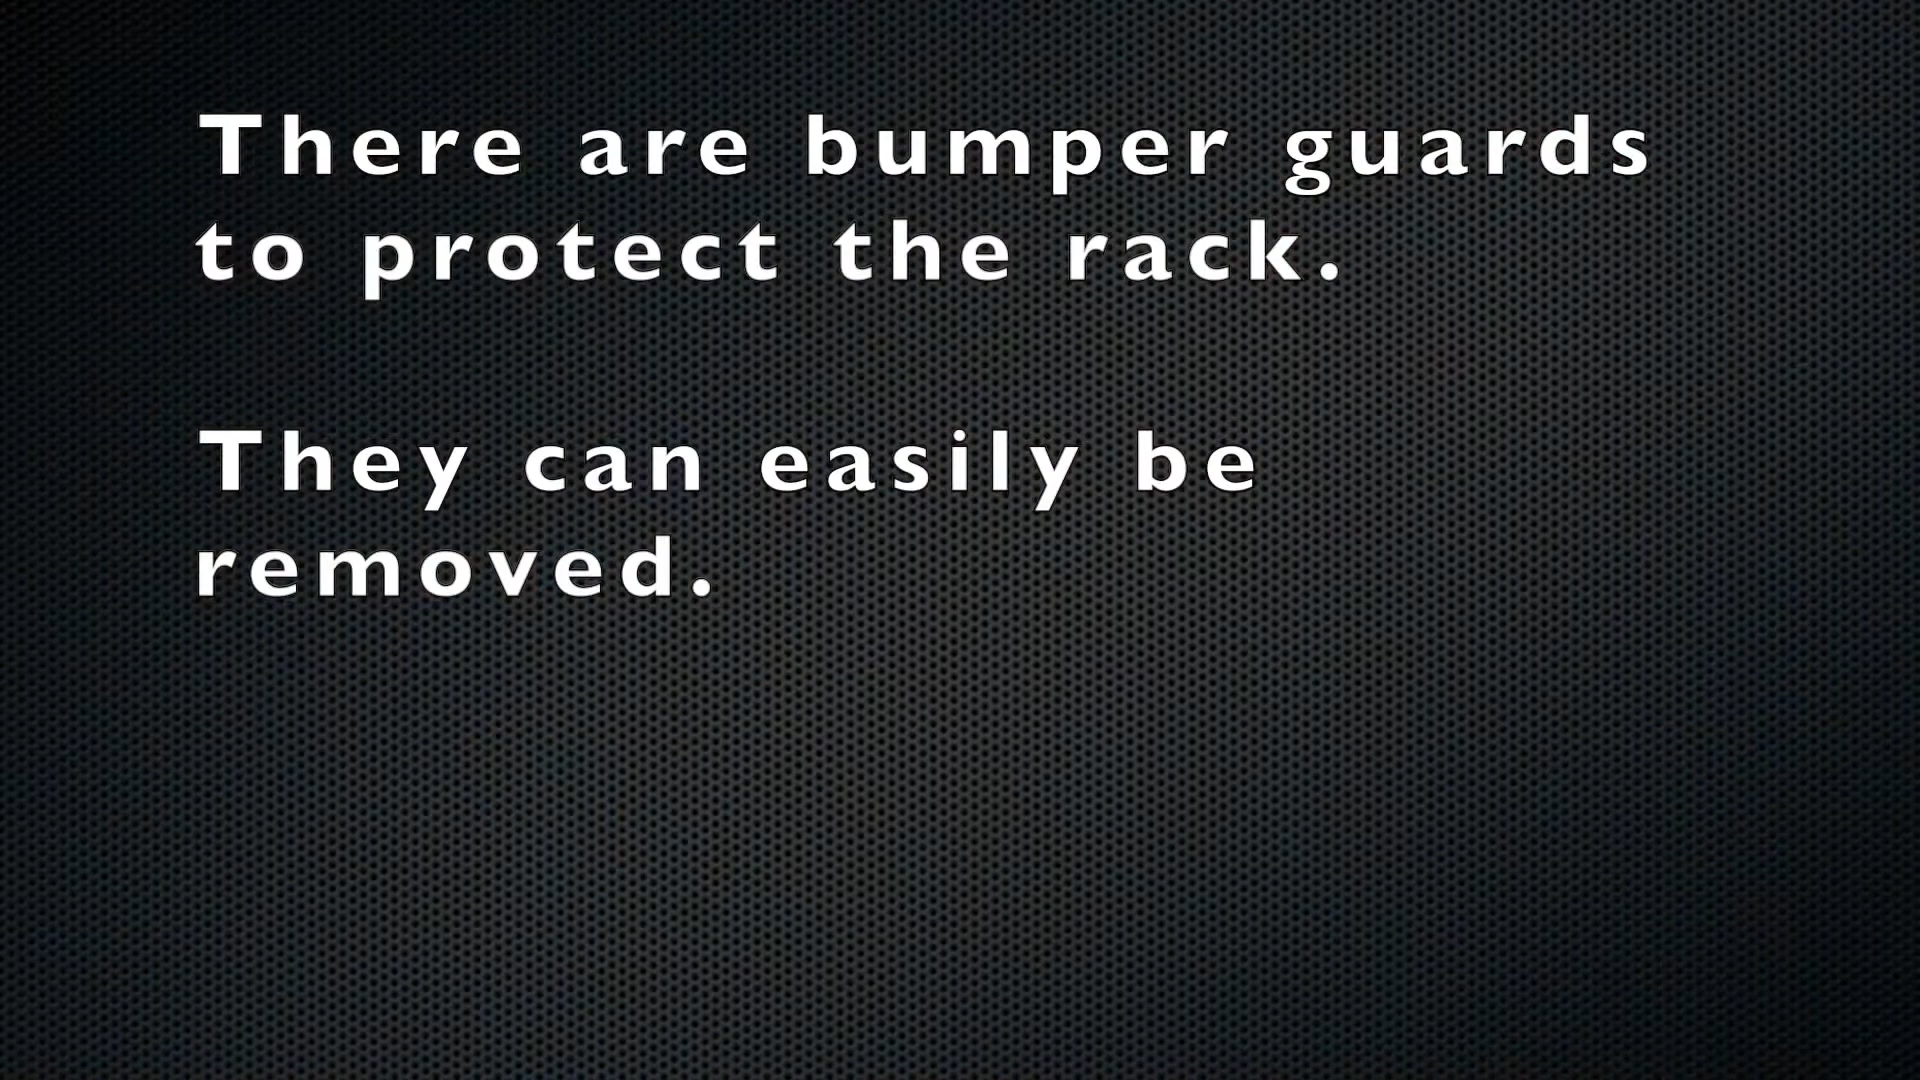 There are bumper guards
to protect the rack.
They can easily be
removed.